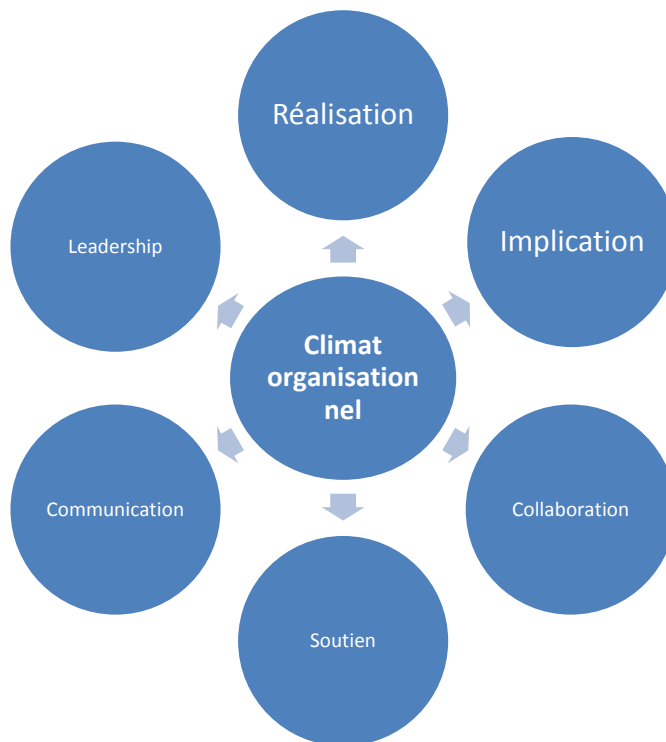 Réalisation
Leadership
Implication
Climat
organisation
nel
Communication
Collaboration
Soutien